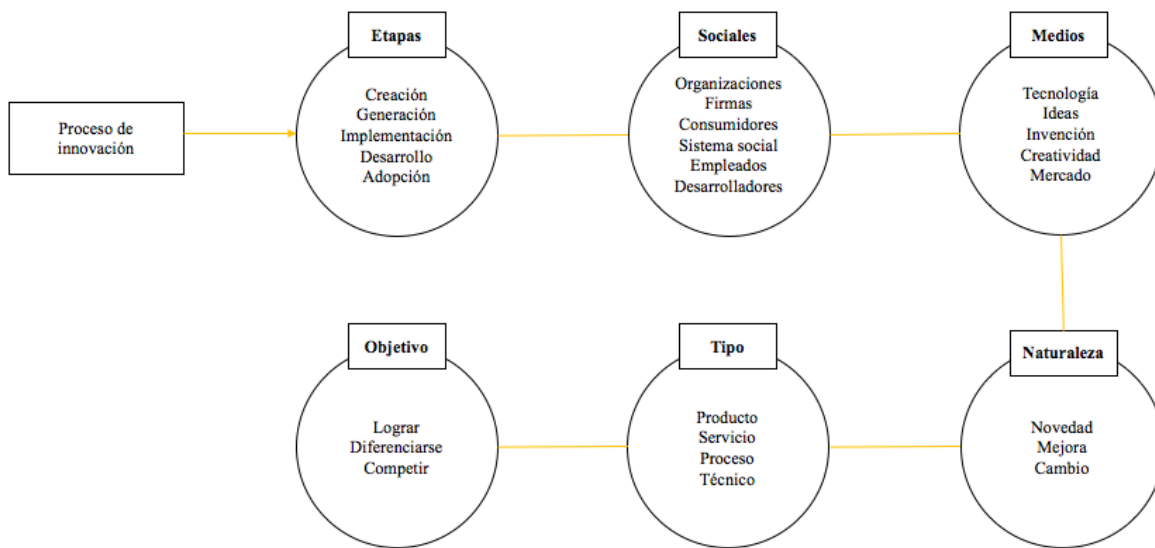 Proceso de
innovación
Etapas
Creación
Generación
Implementación
Desarrollo
Adopción
Sociales
Organizaciones
Firmas
Consumidores
Sistema social
Empleados
Desarrolladores
Medios
Tecnología
Ideas
Invención
Creatividad
Mercado
Objetivo
Lograr
Diferenciarse
Competir
Tipo
Producto
Servicio
Proceso
Técnico
Naturaleza
Novedad
Mejora
Cambio